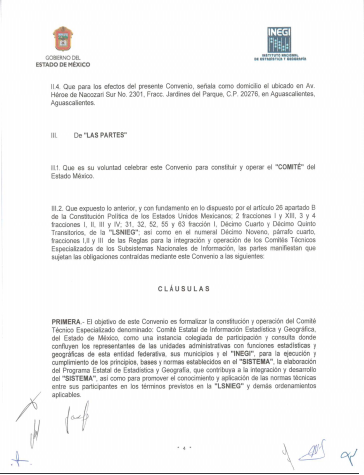 GOBIERNO DEL
ESTADO DE MÉXICO
INEGI
INSTITUTO NACIONAL
DE ESTADÍSTICA Y GEOGRAFÍA
II.4. Que para los efectos del presente Convenio, señala como domicilio el ubicado en Av.
Héroe de Nacozari Sur No. 2301, Fracc. Jardines del Parque, C.P. 20276, en Aguascalientes,
Aguascalientes.
III. De "LAS PARTES"
III.1. Que es su voluntad celebrar este Convenio para constituir y operar el "COMITÉ" del
Estado México.
III.2. Que expuesto lo anterior, y con fundamento en lo dispuesto por el artículo 26 apartado B
de la Constitución Política de los Estados Unidos Mexicanos; 2 fracciones I y XIII, 3 y 4
fracciones I, II, III y IV; 31, 32, 52, 55 y 63 fracción I, Décimo Cuarto y Décimo Quinto
Transitorios, de la "LSNIEG"; así como en el numeral Décimo Noveno, párrafo cuarto,
fracciones I,II y III de las Reglas para la integración y operación de los Comités Técnicos
Especializados de los Subsistemas Nacionales de Información, las partes manifiestan que
sujetan las obligaciones contraídas mediante este Convenio a las siguientes:
CLÁUSULAS
PRIMERA.- El objetivo de este Convenio es formalizar la constitución y operación del Comité
Técnico Especializado denominado: Comité Estatal de Información Estadística y Geográfica,
del Estado de México, como una instancia colegiada de participación y consulta donde
confluyen los representantes de las unidades administrativas con funciones estadísticas y
geográficas de esta entidad federativa, sus municipios y el "INEGI", para la ejecución y
cumplimiento de los principios, bases y normas establecidos en el "SISTEMA", la elaboración
del Programa Estatal de Estadística y Geografía, que contribuya a la integración y desarrollo
del "SISTEMA", así como para promover el conocimiento y aplicación de las normas técnicas
entre sus participantes en los términos previstos en la "LSNIEG" y demás ordenamientos
aplicables.
- 4 -